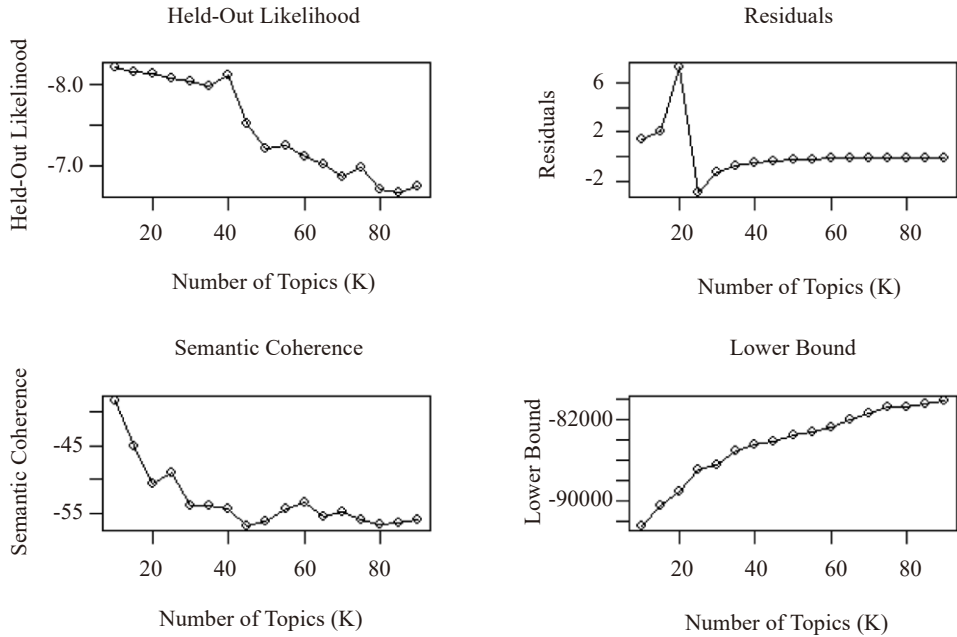 Held-Out Likelihood
Held-Out Likelinood
-8.0
-7.0
20 40 60 80
Number of Topics (K)
Residuals
Residuals
6
2
-2
20 40 60 80
Number of Topics (K)
Semantic Coherence
Semantic Coherence
-45
-55
20 40 60 80
Number of Topics (K)
Lower Bound
Lower Bound
-82000
-90000
20 40 60 80
Number of Topics (K)